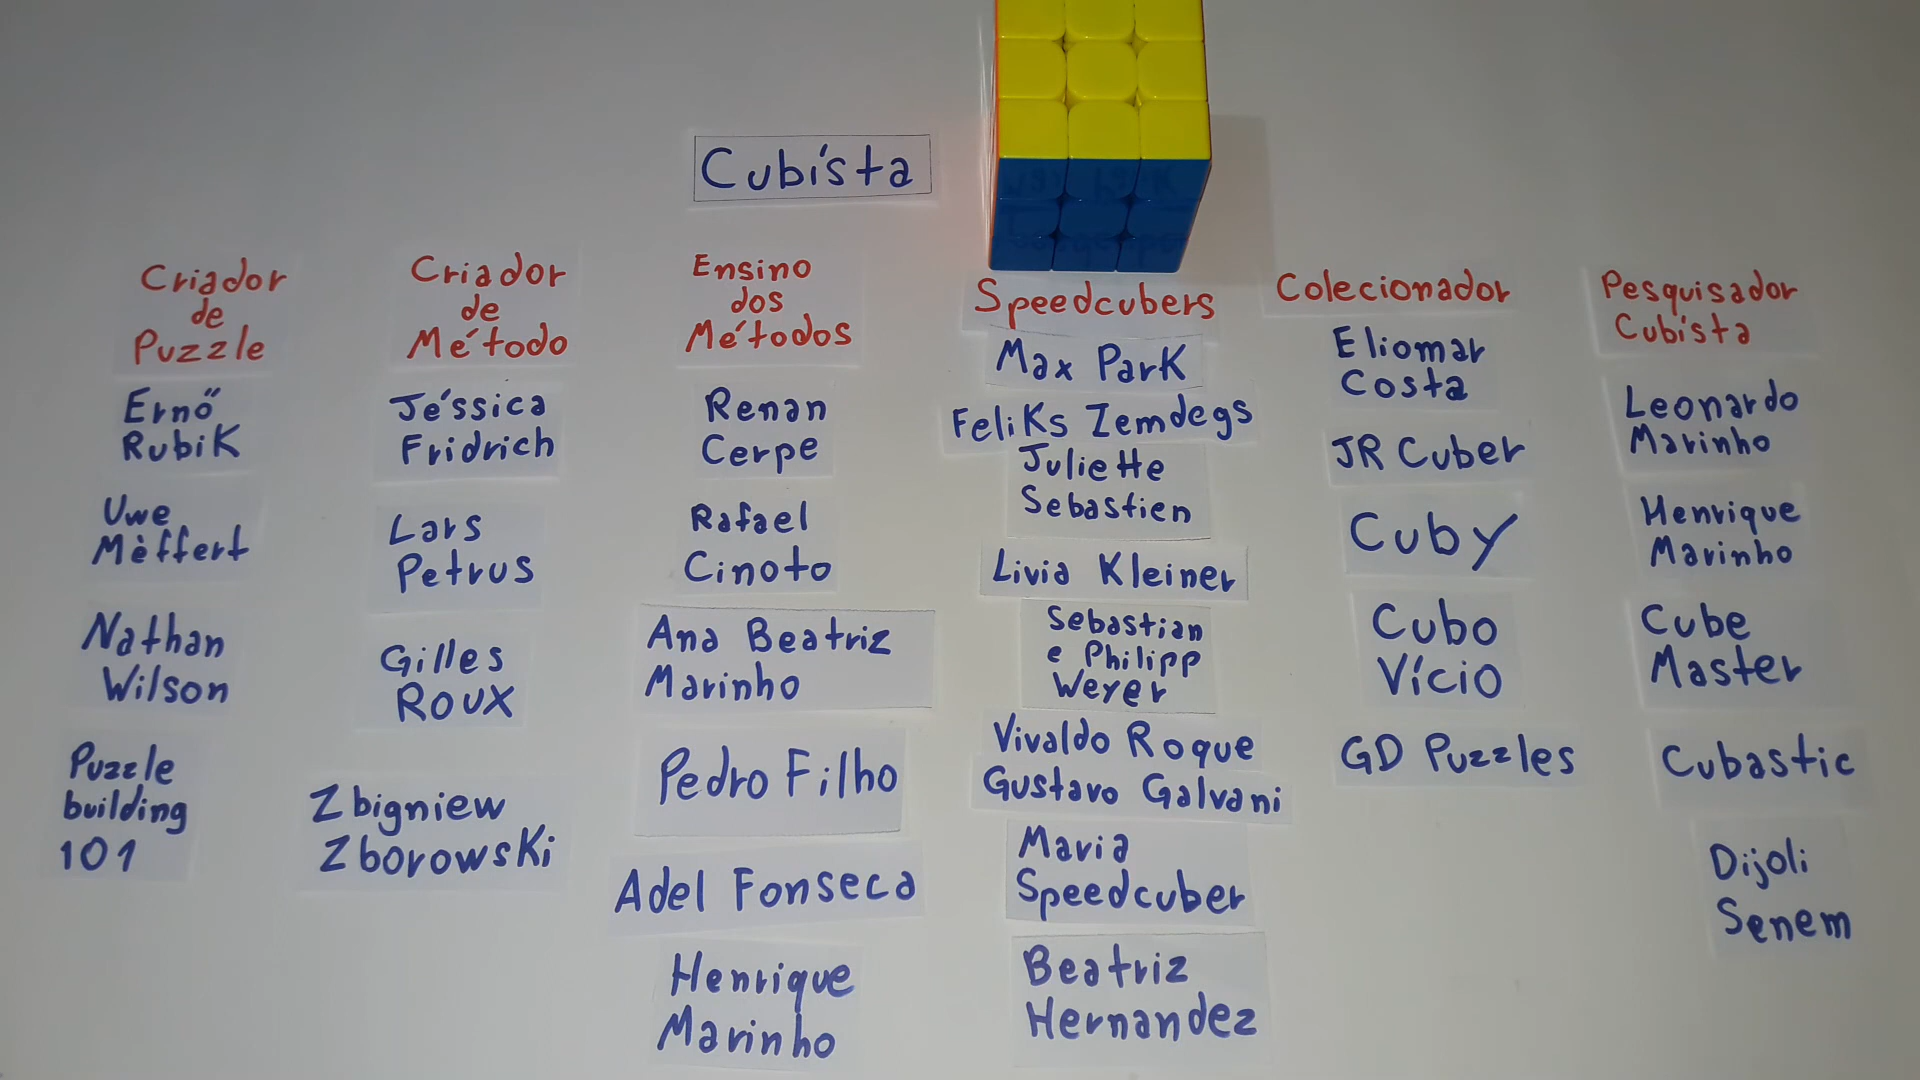 Cubísta
Criador
de
Puzzle
Ernő
Rubik
Uwe
Mèffert
Nathan
Wilson
Puzzle
building
101
Criador
de
Método
Jéssica
Fridrich
Lars
Petrus
Gilles
Roux
Zbigniew
Zborowski
Ensino
dos
Métodos
Renan
Cerpe
Rafael
Cinoto
Ana Beatriz
Marinho
Pedro Filho
Adel Fonseca
Henrique
Marinho
Speedcubers
Max Park
Feliks Zemdegs
Juliette
Sebastien
Livia Kleiner
Sebastian
e Philipp
Weyer
Vivaldo Roque
Gustavo Galvani
Maria
Speedcuber
Beatriz
Hernandez
Colecionador
Eliomar
Costa
JR Cuber
Cuby
Cubo
Vício
GD Puzzles
Pesquisador
Cubísta
Leonardo
Marinho
Henrique
Marinho
Cube
Master
Cubastic
Dijoli
Senem